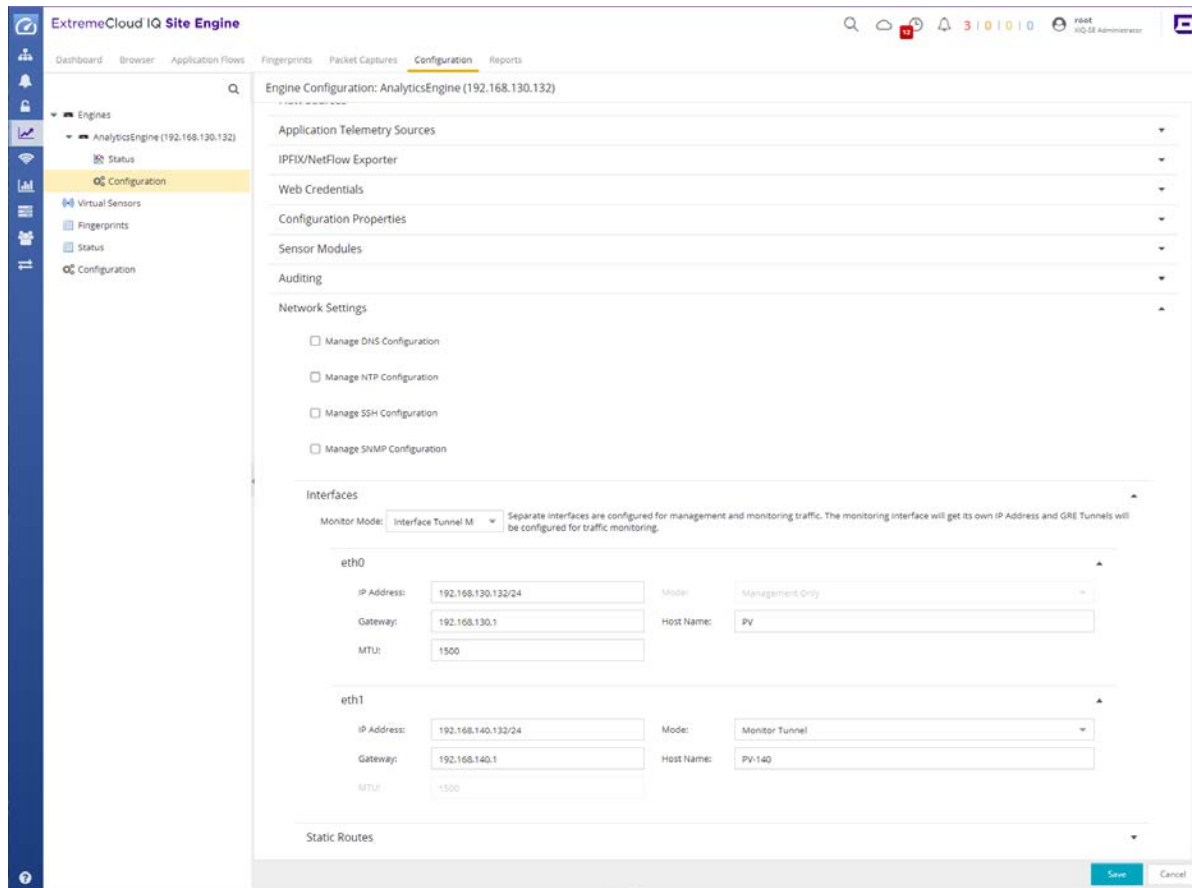 ExtremeCloud IQ Site Engine
12
3 | 0 | 0 | 0
root
XIQ-SE Administrator
Dashboard Browser Application Flows Fingerprints Packet Captures Configuration Reports
Engine Configuration: AnalyticsEngine (192.168.130.132)
Engines
AnalyticsEngine (192.168.130.132)
Status
Configuration
Virtual Sensors
Fingerprints
Status
Configuration
Application Telemetry Sources
IPFIX/NetFlow Exporter
Web Credentials
Configuration Properties
Sensor Modules
Auditing
Network Settings
Manage DNS Configuration
Manage NTP Configuration
Manage SSH Configuration
Manage SNMP Configuration
Interfaces
Monitor Mode: Interface Tunnel M Separate interfaces are configured for management and monitoring traffic. The monitoring interface will get its own IP Address and GRE Tunnels will
be configured for traffic monitoring.
eth0
IP Address: 192.168.130.132/24 Mode: Management Only
Gateway: 192.168.130.1 Host Name: PV
MTU: 1500
eth1
IP Address: 192.168.140.132/24 Mode: Monitor Tunnel
Gateway: 192.168.140.1 Host Name: PV-140
MTU: 1500
Static Routes
Save Cancel